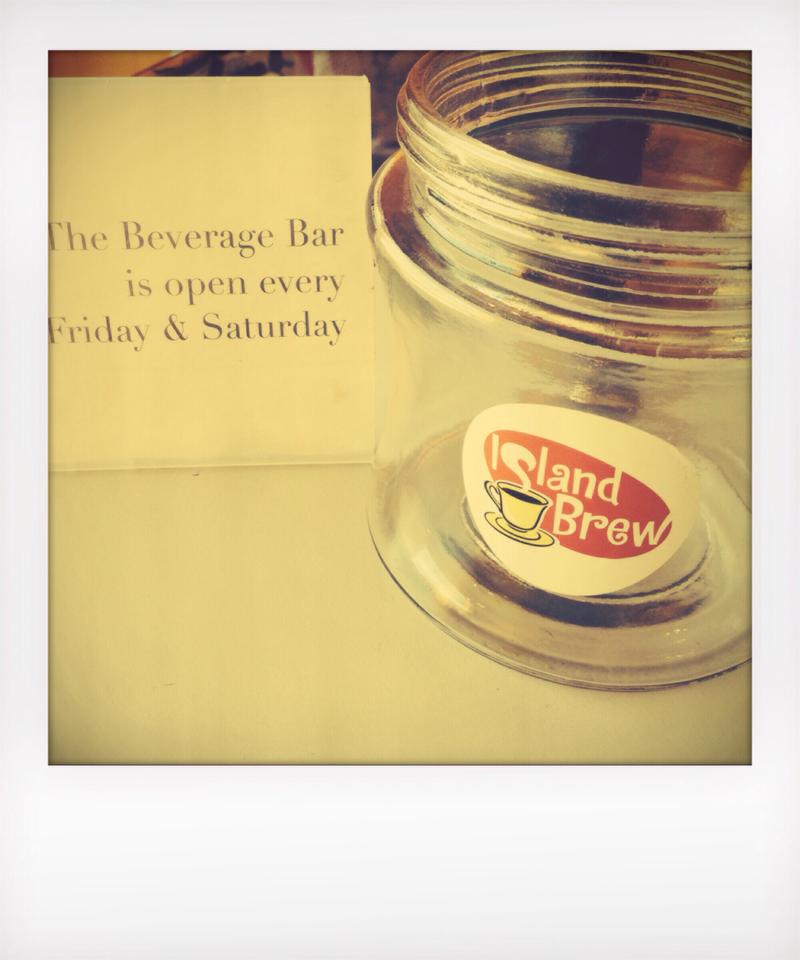 The Beverage Bar
is open every
Friday & Saturday
Island
Brew